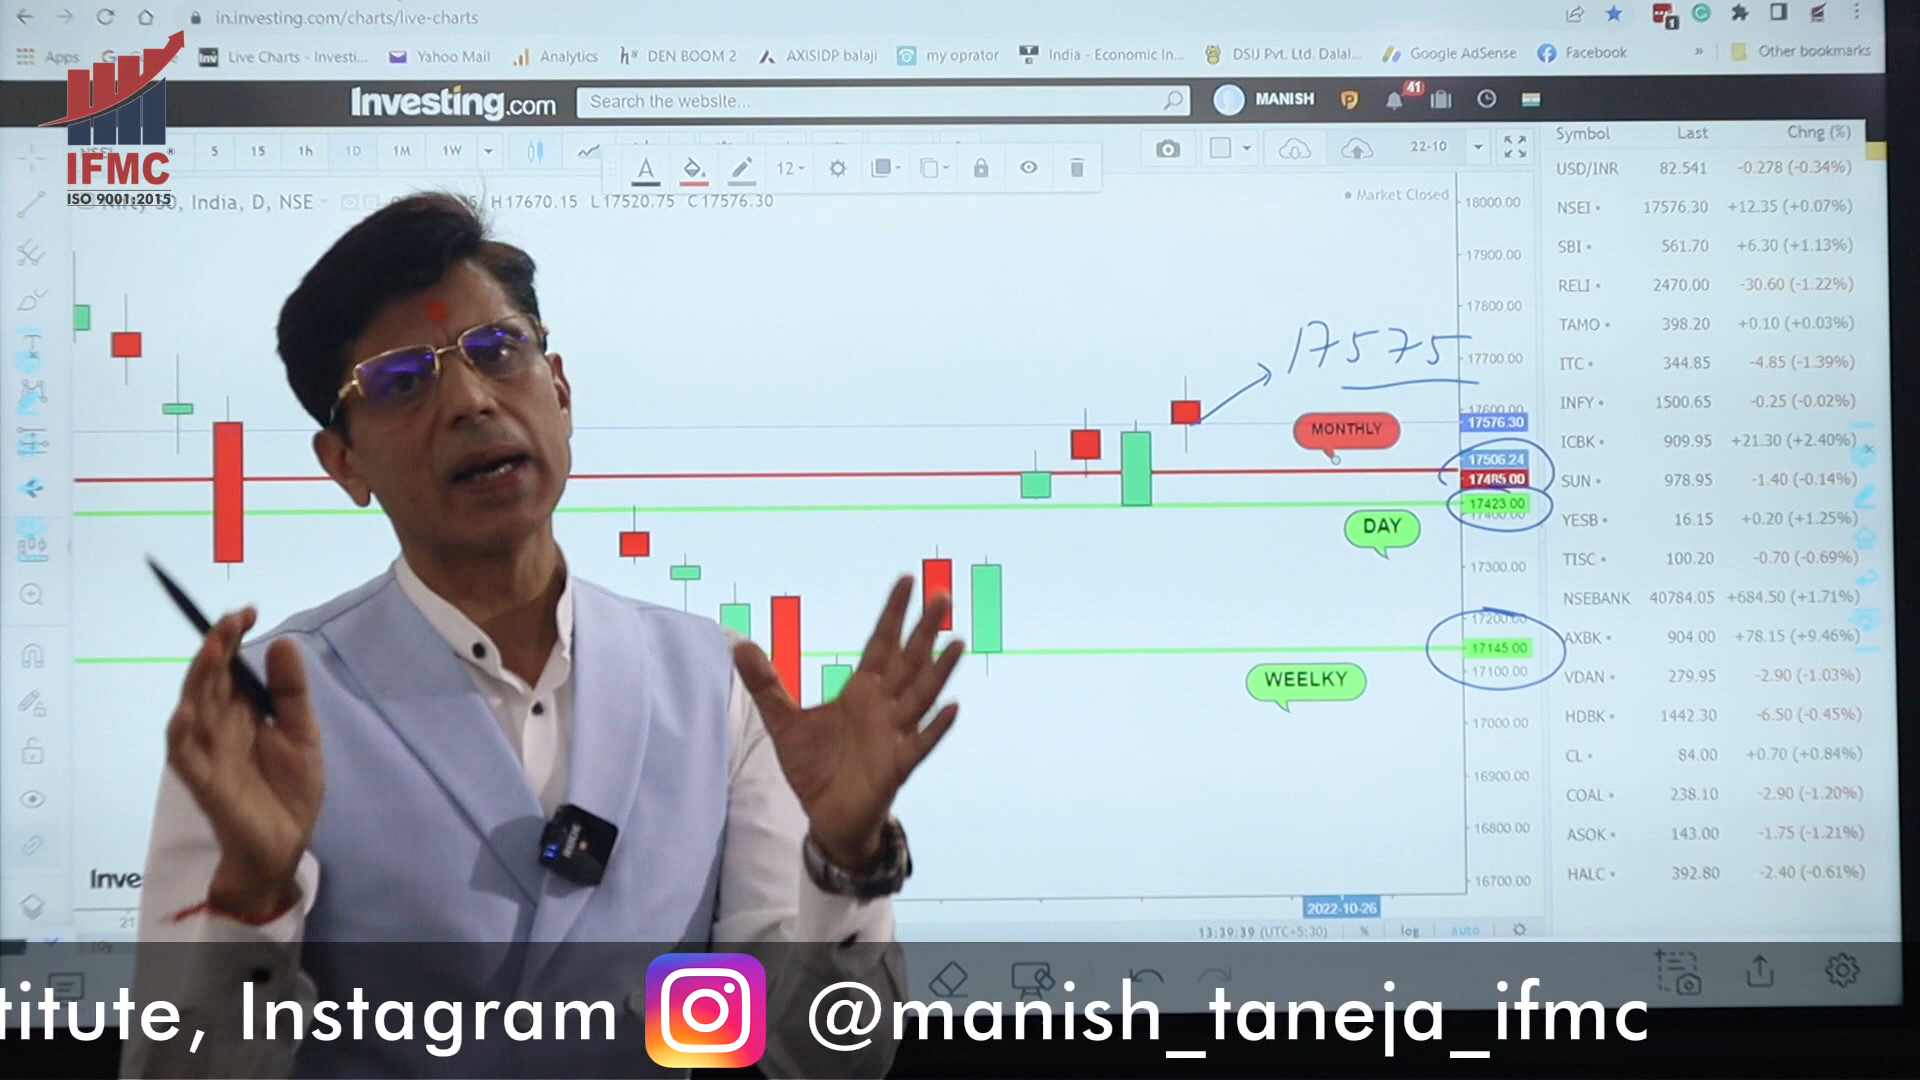 in.investing.com/charts/live-charts
1
Apps
Live Charts - Investi...
Yahoo Mail
Analytics
DEN BOOM 2
AXISIDP balaji
my oprator
India - Economic In...
DSIJ Pvt. Ltd. Dalal...
Google AdSense
Facebook
»
Other bookmarks
IFMC®
ISO 9001:2015
Investing.com
Search the website...
MANISH
41
5 15 1h 1D 1M 1W
A 12
22-10
, India, D, NSE
H17670.15 L17520.75 C17576.30
Market Closed
18000.00
17900.00
17800.00
17700.00
17600.00
17576.30
17506.24
17485.00
17423.00
17400.00
17300.00
17200.00
17145.00
17100.00
17000.00
16900.00
16800.00
16700.00
17575
MONTHLY
DAY
WEELKY
Inve
21
2022-10-26
13:39:39 (UTC+5:30) % log auto
Symbol Last Chng (%)
USD/INR 82.541 -0.278 (-0.34%)
NSEI 17576.30 +12.35 (+0.07%)
SBI 561.70 +6.30 (+1.13%)
RELI 2470.00 -30.60 (-1.22%)
TAMO 398.20 +0.10 (+0.03%)
ITC 344.85 -4.85 (-1.39%)
INFY 1500.65 -0.25 (-0.02%)
ICBK 909.95 +21.30 (+2.40%)
SUN 978.95 -1.40 (-0.14%)
YESB 16.15 +0.20 (+1.25%)
TISC 100.20 -0.70 (-0.69%)
NSEBANK 40784.05 +684.50 (+1.71%)
AXBK 904.00 +78.15 (+9.46%)
VDAN 279.95 -2.90 (-1.03%)
HDBK 1442.30 -6.50 (-0.45%)
CL 84.00 +0.70 (+0.84%)
COAL 238.10 -2.90 (-1.20%)
ASOK 143.00 -1.75 (-1.21%)
HALC 392.80 -2.40 (-0.61%)
titute, Instagram @manish_taneja_ifmc